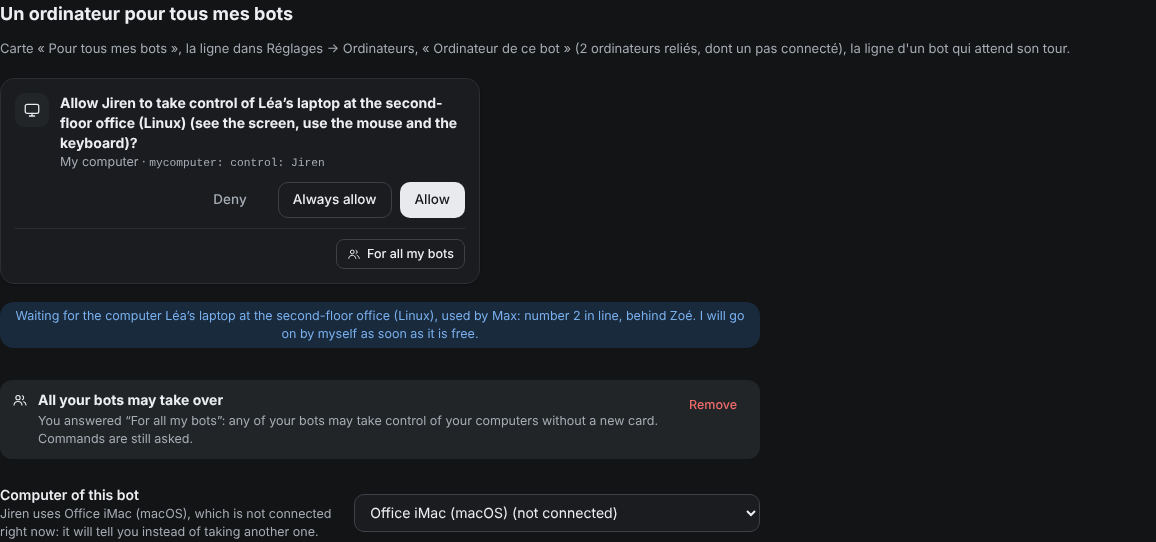 Un ordinateur pour tous mes bots
Carte « Pour tous mes bots », la ligne dans Réglages → Ordinateurs, « Ordinateur de ce bot » (2 ordinateurs reliés, dont un pas connecté), la ligne d'un bot qui attend son tour.
Allow Jiren to take control of Léa’s laptop at the second-
floor office (Linux) (see the screen, use the mouse and the
keyboard)?
My computer · mycomputer: control: Jiren
Deny
Always allow
Allow
For all my bots
Waiting for the computer Léa’s laptop at the second-floor office (Linux), used by Max: number 2 in line, behind Zoé. I will go
on by myself as soon as it is free.
All your bots may take over
Remove
You answered “For all my bots”: any of your bots may take control of your computers without a new card.
Commands are still asked.
Computer of this bot
Jiren uses Office iMac (macOS), which is not connected
right now: it will tell you instead of taking another one.
Office iMac (macOS) (not connected)